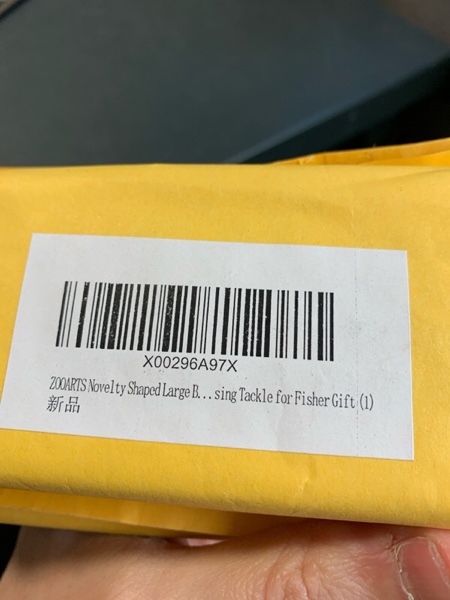 X00296A97X
ZOOARTS Novelty Shaped Large B...sing Tackle for Fisher Gift (1)
新品